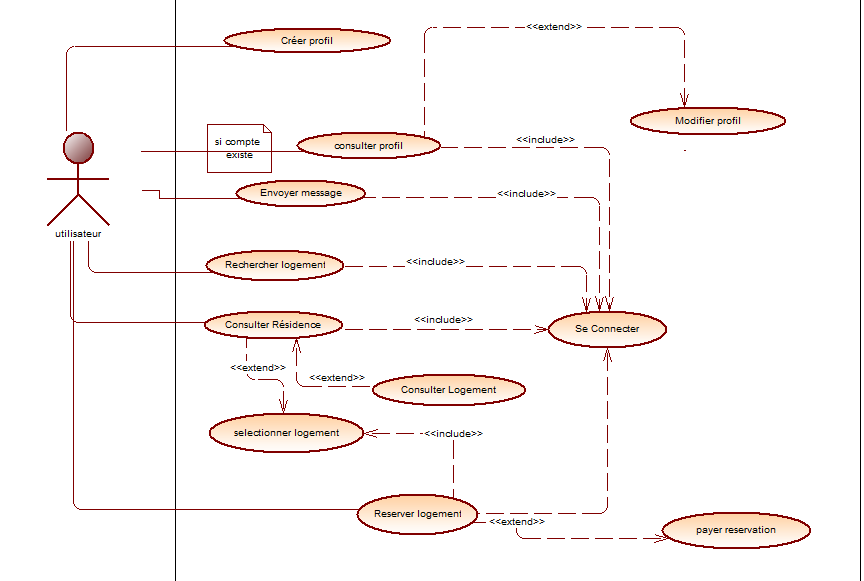 <<extend>>
Créer profil
Modifier profil
si compte
existe
consulter profil
<<include>>
Envoyer message
<<include>>
utilisateur
Rechercher logement
<<include>>
Consulter Résidence
<<include>>
Se Connecter
<<extend>>
<<extend>>
Consulter Logement
selectionner logement
<<include>>
Reserver logement
<<extend>>
payer reservation